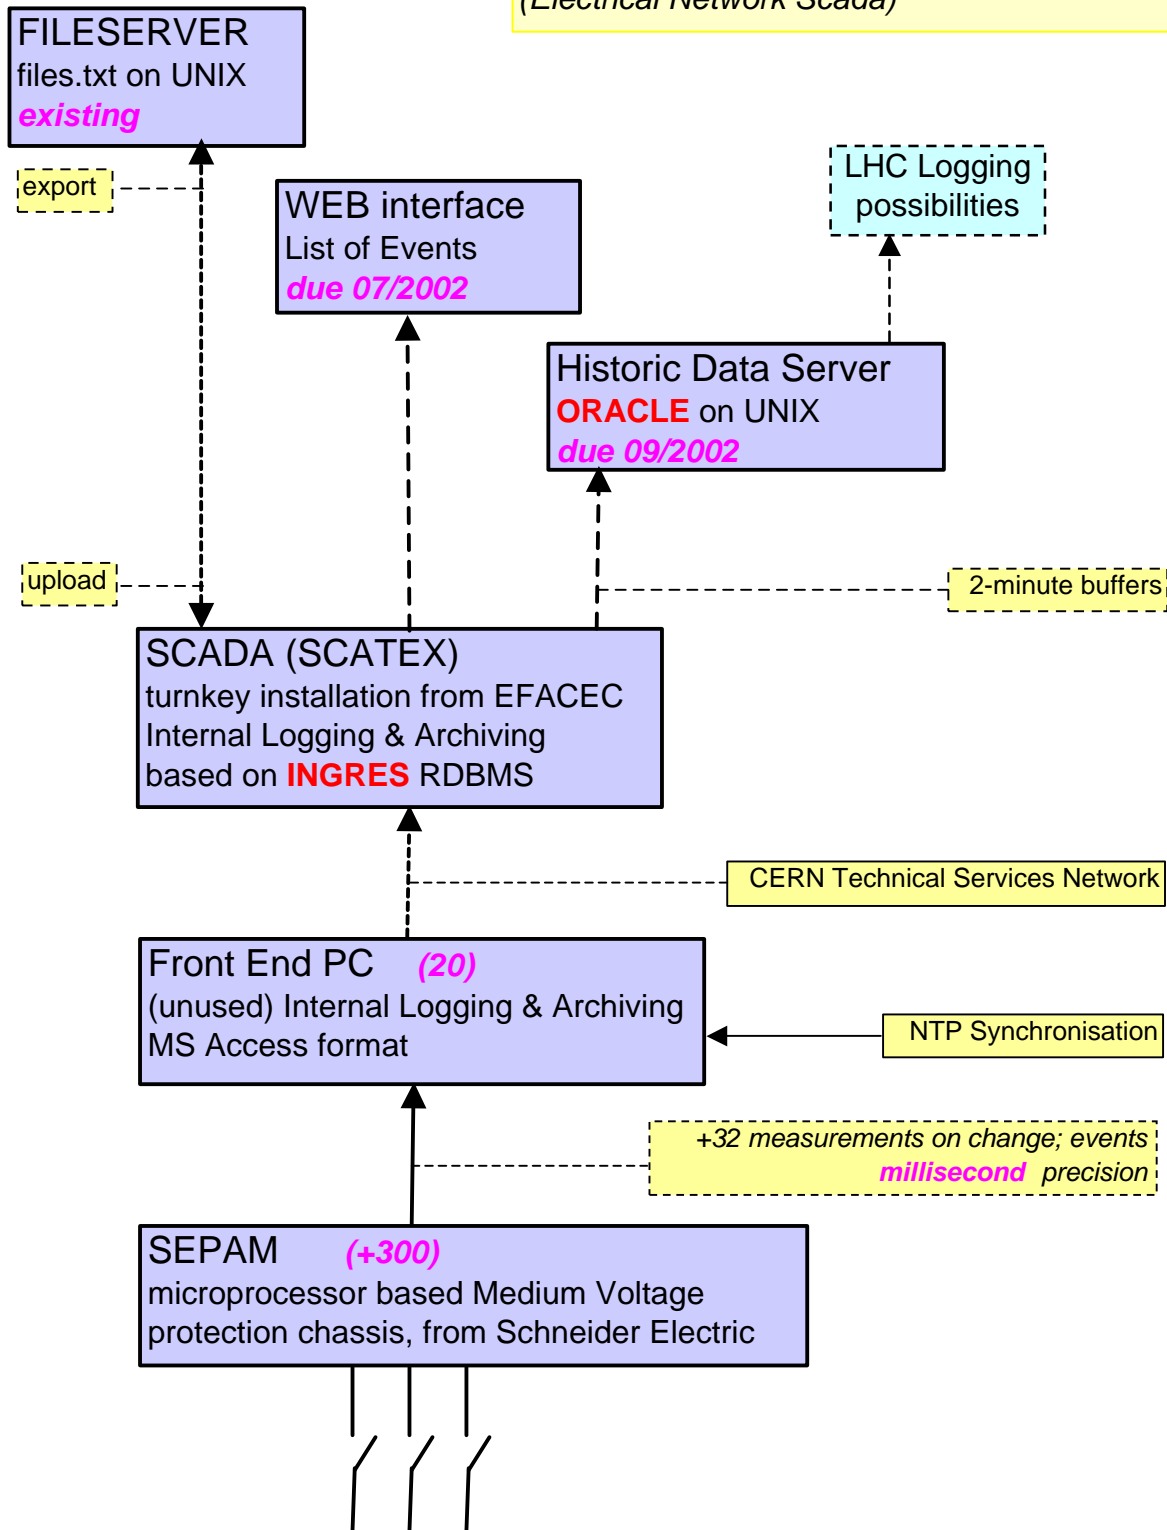 (Electrical Network Scada)
FILESERVER
files.txt on UNIX
existing
export
WEB interface
List of Events
due 07/2002
LHC Logging
possibilities
Historic Data Server
ORACLE on UNIX
due 09/2002
upload
2-minute buffers
SCADA (SCATEX)
turnkey installation from EFACEC
Internal Logging & Archiving
based on INGRES RDBMS
CERN Technical Services Network
Front End PC (20)
(unused) Internal Logging & Archiving
MS Access format
NTP Synchronisation
+32 measurements on change; events
millisecond precision
SEPAM (+300)
microprocessor based Medium Voltage
protection chassis, from Schneider Electric